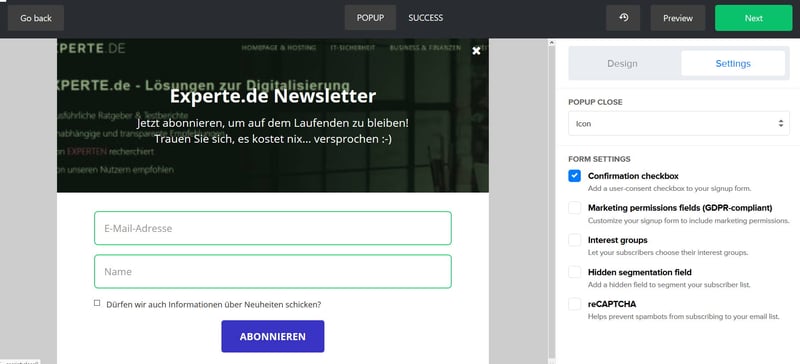 Go back
POPUP
SUCCESS
Preview
Next
XPERTE.DE
HOMEPAGE & HOSTING
IT-SICHERHEIT
BUSINESS & FINANZEN
XPERTE.de - Lösungen zur Digitalisierung
Experte.de Newsletter
usführliche Ratgeber & Testberichte
Jetzt abonnieren, um auf dem Laufenden zu bleiben!
nabhängige und transparente Empfehlungen
Trauen Sie sich, es kostet nix... versprochen :-)
on EXPERTEN recherchiert
on unseren Nutzern empfohlen
E-Mail-Adresse
Name
Dürfen wir auch Informationen über Neuheiten schicken?
ABONNIEREN
Design
Settings
POPUP CLOSE
Icon
FORM SETTINGS
Confirmation checkbox
Add a user-consent checkbox to your signup form.
Marketing permissions fields (GDPR-compliant)
Customize your signup form to include marketing permissions.
Interest groups
Let your subscribers choose their interest groups.
Hidden segmentation field
Add a hidden field to segment your subscriber list.
reCAPTCHA
Helps prevent spambots from subscribing to your email list.